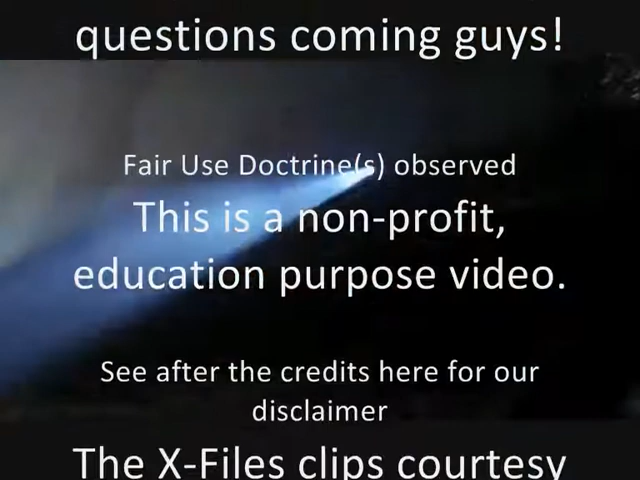 questions coming guys!
Fair Use Doctrine(s) observed
This is a non-profit,
education purpose video.
See after the credits here for our
disclaimer
The X-Files clips courtesy